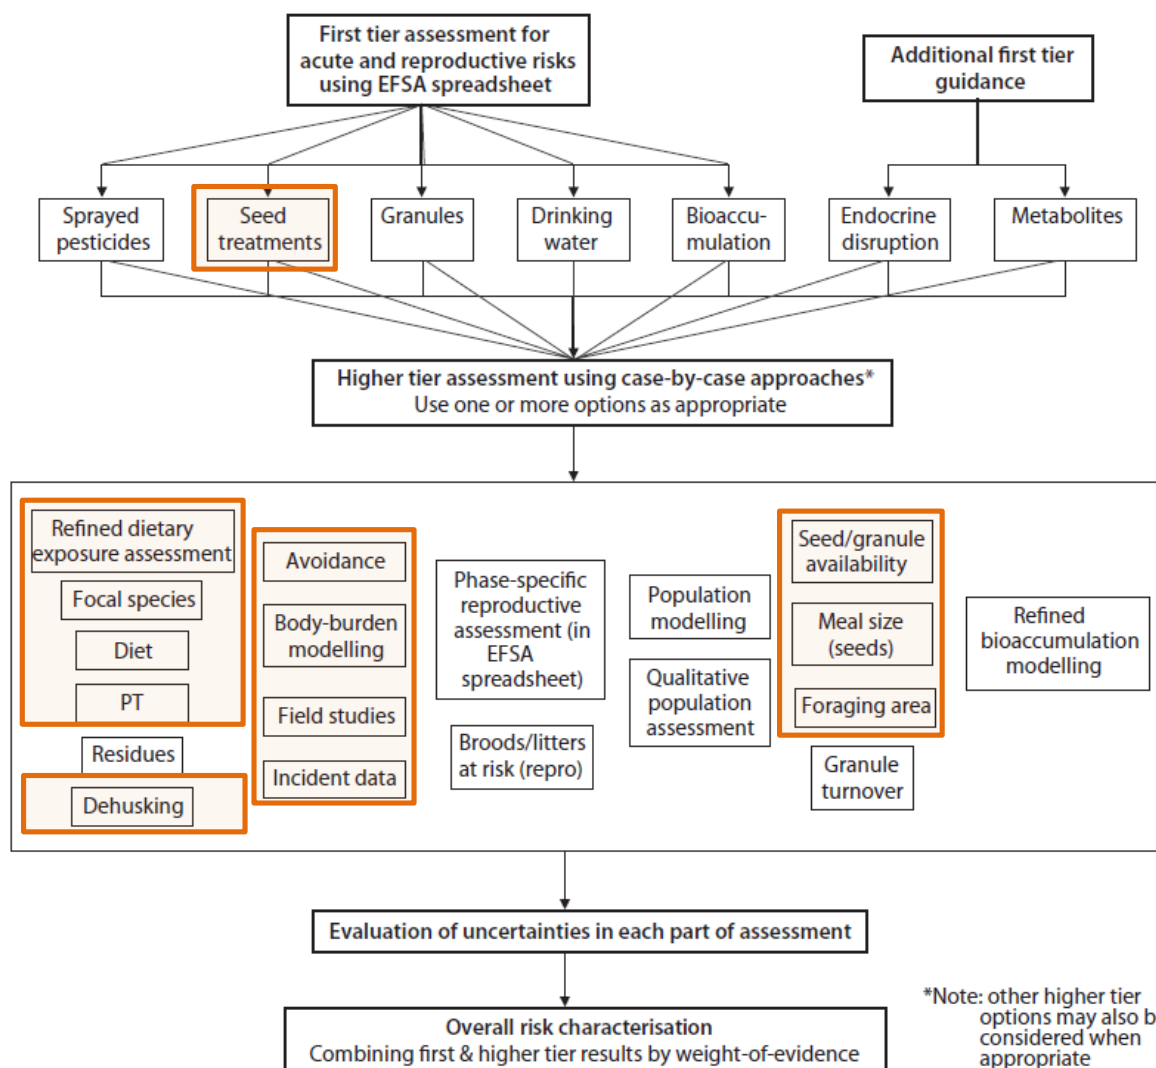 First tier assessment for
acute and reproductive risks
using EFSA spreadsheet
Additional first tier
guidance
Sprayed
pesticides
Seed
treatments
Granules
Drinking
water
Bioaccu-
mulation
Endocrine
disruption
Metabolites
Higher tier assessment using case-by-case approaches*
Use one or more options as appropriate
Refined dietary
exposure assessment
Focal species
Diet
PT
Residues
Dehusking
Avoidance
Body-burden
modelling
Field studies
Incident data
Phase-specific
reproductive
assessment (in
EFSA
spreadsheet)
Broods/litters
at risk (repro)
Population
modelling
Qualitative
population
assessment
Seed/granule
availability
Meal size
(seeds)
Foraging area
Granule
turnover
Refined
bioaccumulation
modelling
Evaluation of uncertainties in each part of assessment
Overall risk characterisation
Combining first & higher tier results by weight-of-evidence
*Note: other higher tier
options may also b
considered when
appropriate